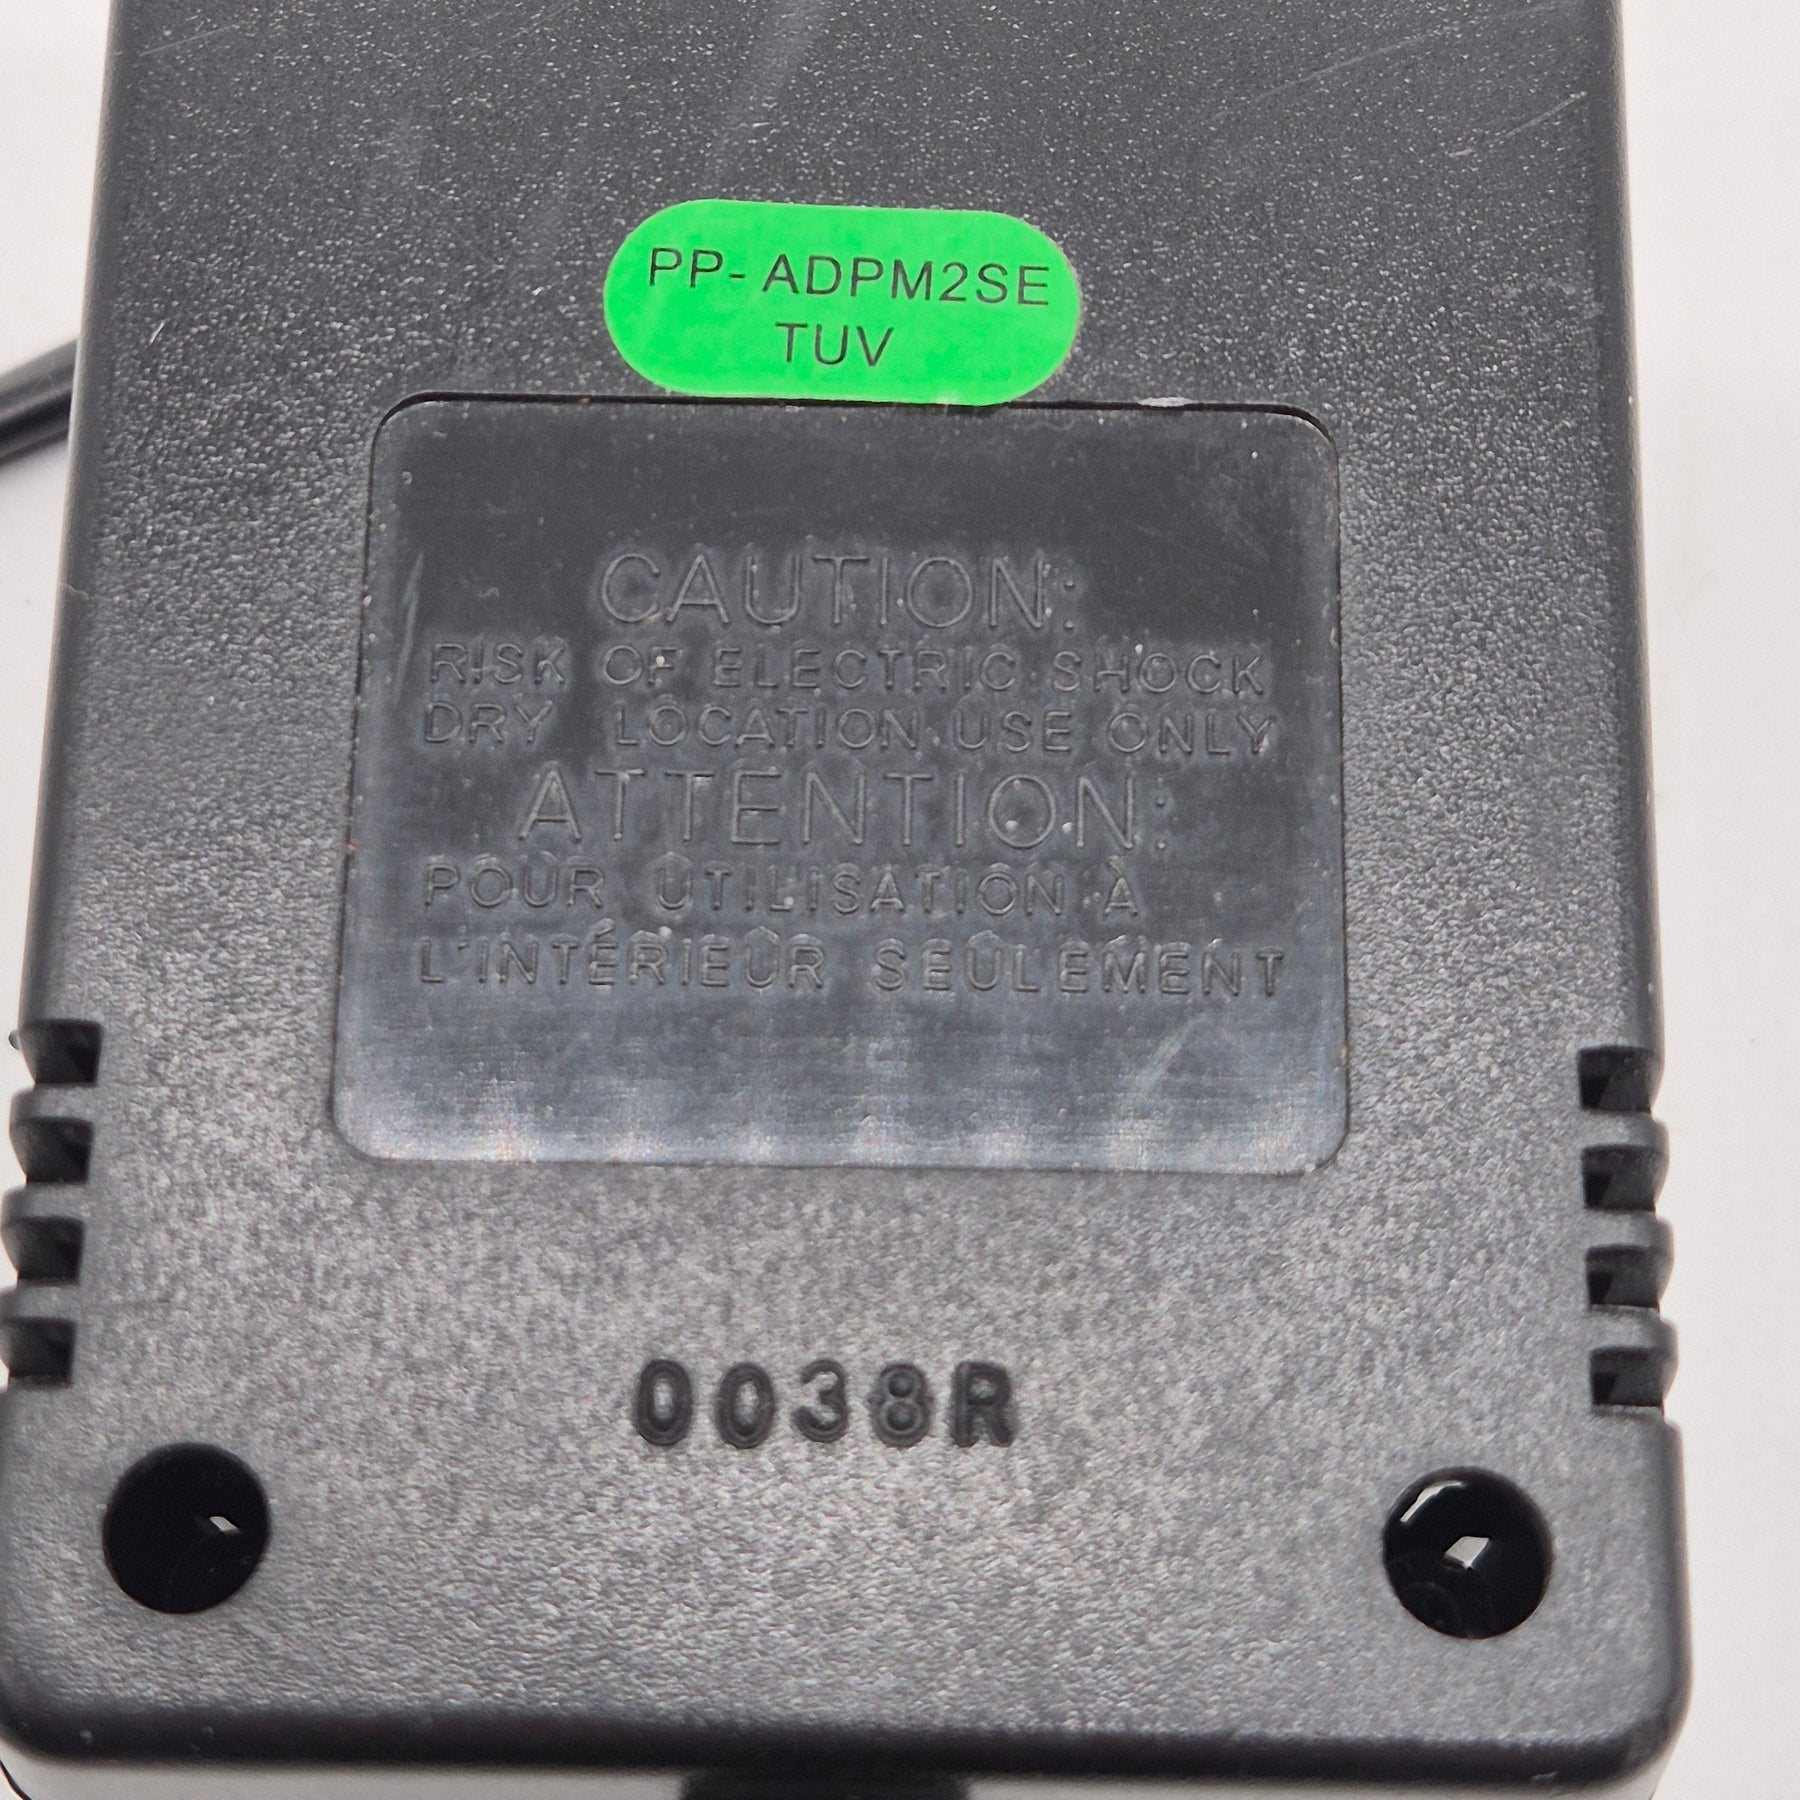 PP- ADPM2SE
TUV
CAUTION:
RISK OF ELECTRIC SHOCK
DRY LOCATION USE ONLY
ATTENTION:
POUR UTILISATION À
L'INTÉRIEUR SEULEMENT
0038R